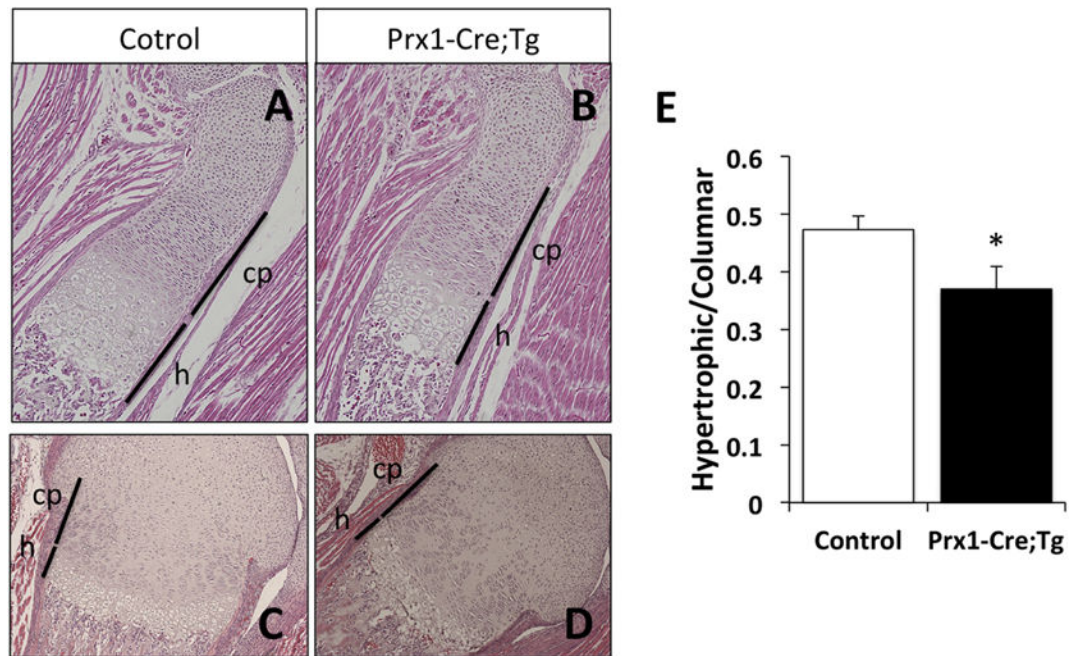 Cotrol
Prx1-Cre;Tg
A
cp
h
B
cp
h
cp
h
C
cp
h
D
E
Hypertrophic/Columnar
0.6
0.5
0.4
0.3
0.2
0.1
0
*
Control
Prx1-Cre;Tg